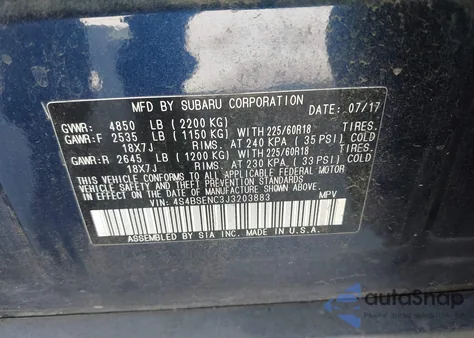 MFD BY SUBARU CORPORATION DATE: 07/17
GVWR: 4850 LB (2200 KG)
GAWR:F 2535 LB (1150 KG) WITH 225/60R18 TIRES.
18X7J RIMS. AT 240 KPA. (35 PSI) COLD
GAWR:R 2645 LB (1200 KG) WITH 225/60R18 TIRES.
18X7J RIMS. AT 230 KPA. (33 PSI) COLD
THIS VEHICLE CONFORMS TO ALL APPLICABLE FEDERAL MOTOR
VEHICLE SAFETY, BUMPER, AND THEFT PREVENTION STANDARDS
IN EFFECT ON THE DATE OF MANUFACTURE SHOWN ABOVE.
VIN: 4S4BSENC3J3203883 MPV
ASSEMBLED BY SIA INC. MADE IN U.S.A.
autoSnap